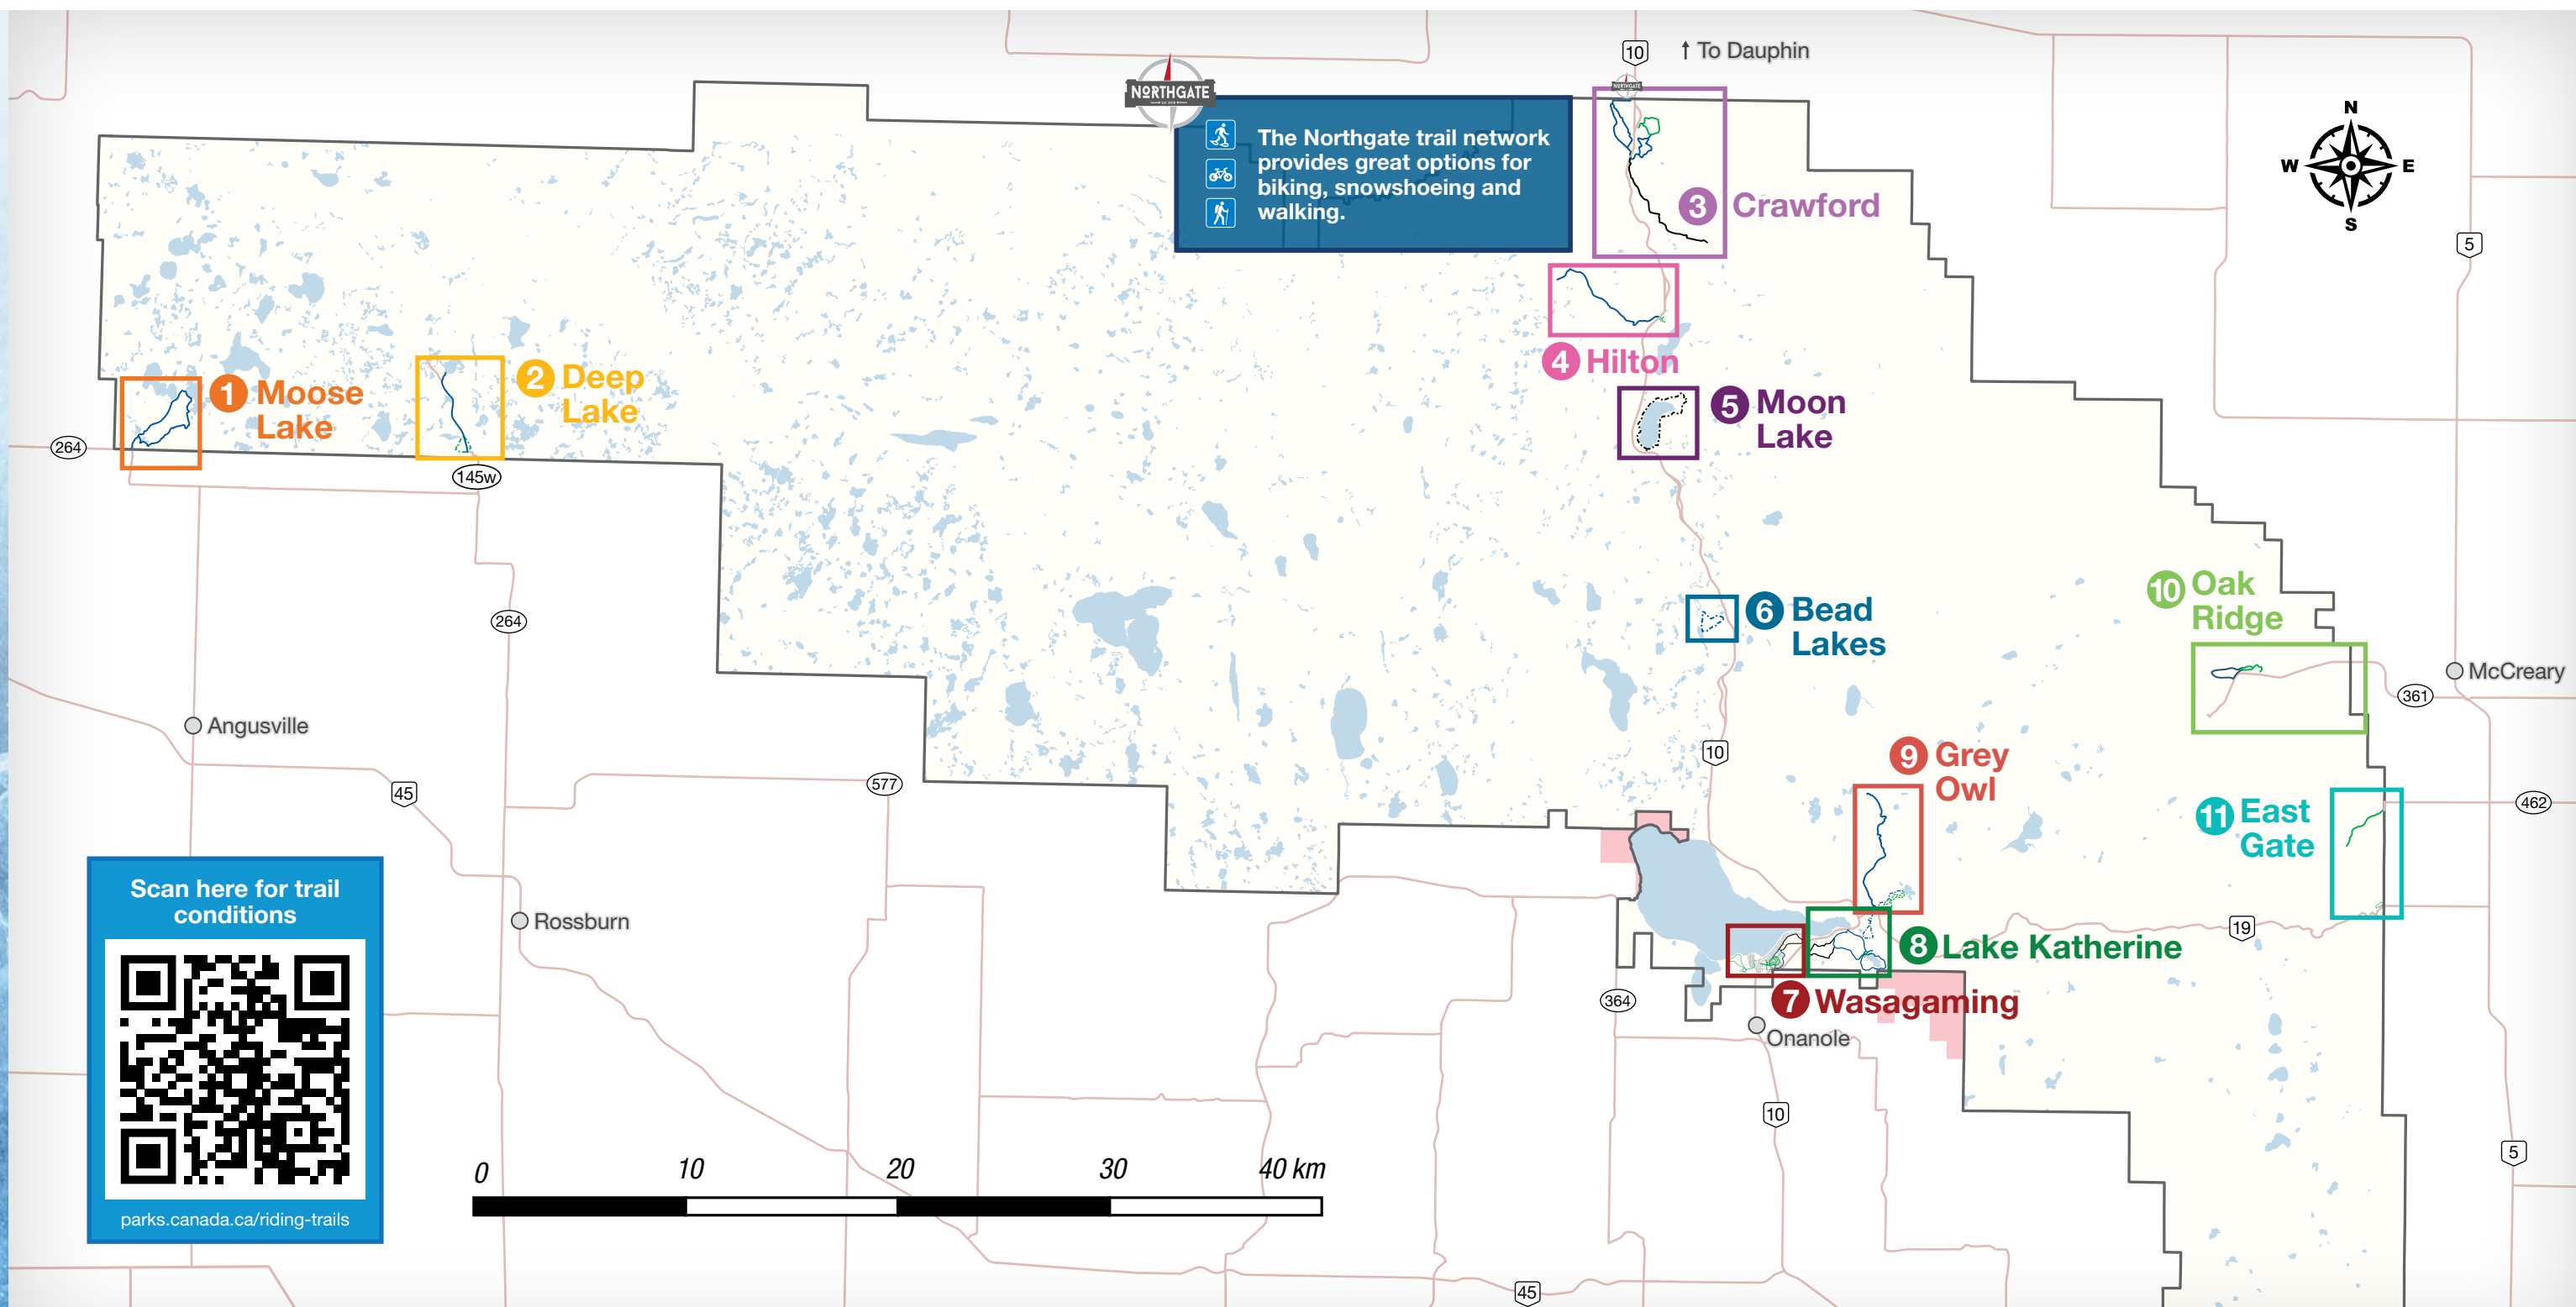 10
↑ To Dauphin
NORTHGATE
NORTHGATE
The Northgate trail network
provides great options for
biking, snowshoeing and
walking.
N
W
E
S
3 Crawford
5
4 Hilton
1 Moose
Lake
2 Deep
Lake
5 Moon
Lake
264
145w
10 Oak
Ridge
6 Bead
Lakes
264
McCreary
361
Angusville
10
9 Grey
Owl
577
45
462
11 East
Gate
Scan here for trail
conditions
Rossburn
19
8 Lake Katherine
364
7 Wasagaming
Onanole
10
0
10
20
30
40 km
5
parks.canada.ca/riding-trails
45